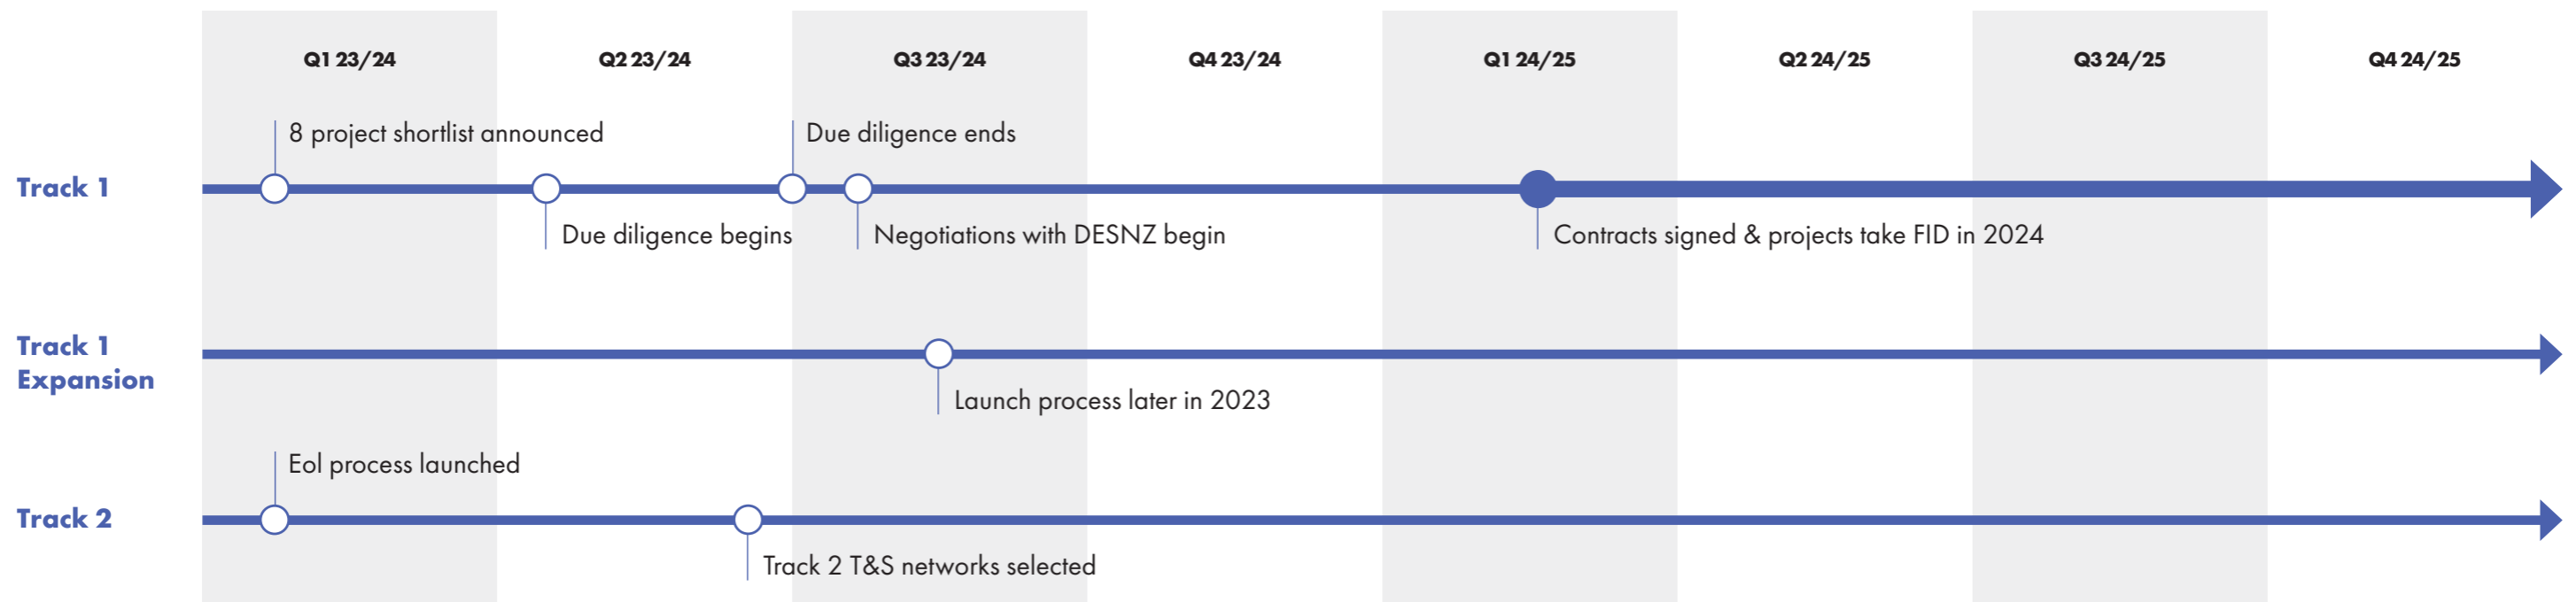 Q1 23/24
Q2 23/24
Q3 23/24
Q4 23/24
Q1 24/25
Q2 24/25
Q3 24/25
Q4 24/25
8 project shortlist announced
Due diligence ends
Track 1
Due diligence begins
Negotiations with DESNZ begin
Contracts signed & projects take FID in 2024
Track 1
Expansion
Launch process later in 2023
EoI process launched
Track 2
Track 2 T&S networks selected